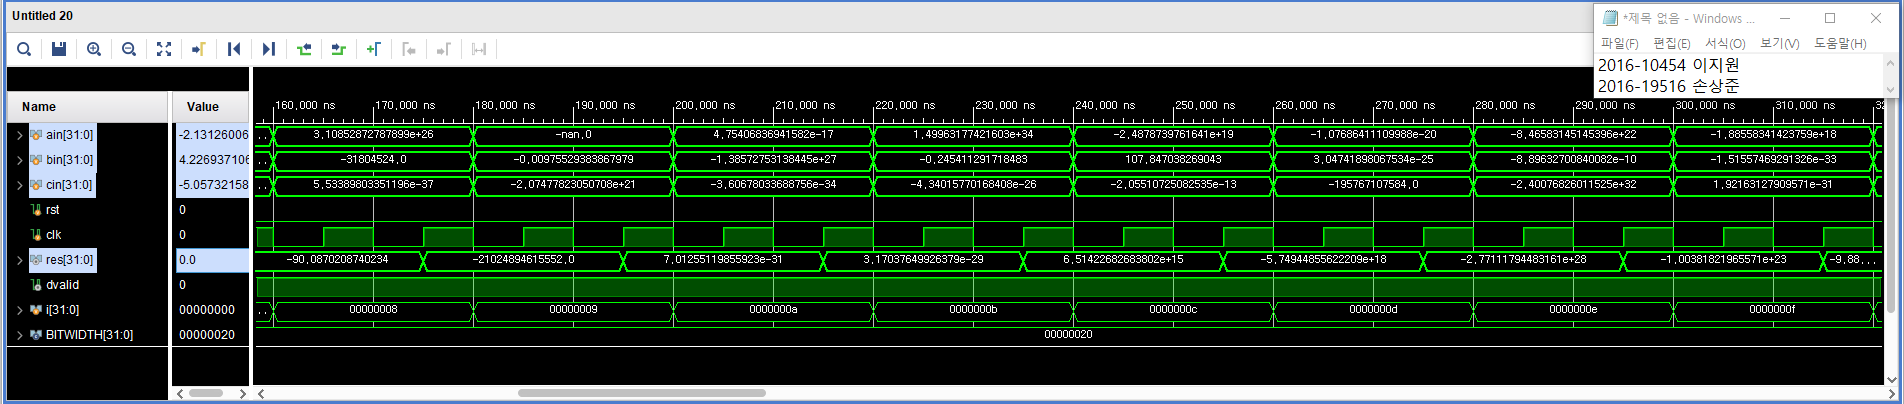 Untitled 20
*제목 없음 - Windows ...
파일(F) 편집(E) 서식(O) 보기(V) 도움말(H)
2016-10454 이지원
2016-19516 손상준
Name Value
160,000 ns 170,000 ns 180,000 ns 190,000 ns 200,000 ns 210,000 ns 220,000 ns 230,000 ns 240,000 ns 250,000 ns 260,000 ns 270,000 ns 280,000 ns 290,000 ns 300,000 ns 310,000 ns 32
ain[31:0] -2.13126006 .. 3,10852872787899e+26 -nan,0 4,75406836941582e-17 1,49963177421603e+34 -2,4878739761641e+19 -1,07686411109988e-20 -8,46583145145396e+22 -1,88558341423759e+18
bin[31:0] 4.226937106 .. -31804524,0 -0,00975529383867979 -1,38572753138445e+27 -0,245411291718483 107,847038269043 3,04741898067534e-25 -8,89632700840082e-10 -1,51557469291326e-33
cin[31:0] -5.05732158 .. 5,53389803351196e-37 -2,07477823050708e+21 -3,60678033688756e-34 -4,34015770168408e-26 -2,05510725082535e-13 -195767107584,0 -2,40076826011525e+32 1,92163127909571e-31
rst 0
clk 0
res[31:0] 0.0 -90,0870208740234 -21024894615552,0 7,01255119855923e-31 3,17037649926379e-29 6,51422682683802e+15 -5,74944855622209e+18 -2,77111794483161e+28 -1,00381821965571e+23 -9,88...
dvalid 0
i[31:0] 00000000 .. 00000008 00000009 0000000a 0000000b 0000000c 0000000d 0000000e 0000000f
BITWIDTH[31:0] 00000020 00000020